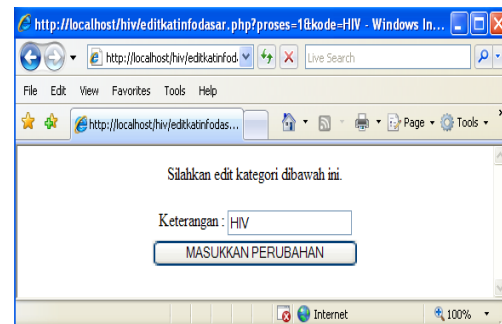 http://localhost/hiv/editkatinfodasar.php?proses=1&kode=HIV - Windows In...
http://localhost/hiv/editkatinfod
Live Search
File Edit View Favorites Tools Help
http://localhost/hiv/editkatinfodas...
Page Tools
Silahkan edit kategori dibawah ini.
Keterangan : HIV
MASUKKAN PERUBAHAN
Internet 100%